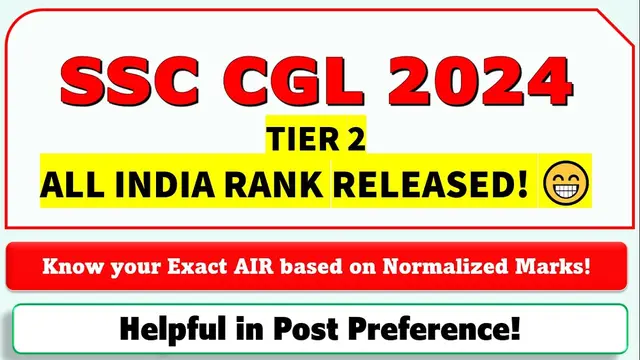 SSC CGL 2024
TIER 2
ALL INDIA RANK RELEASED! 😁
Know your Exact AIR based on Normalized Marks!
Helpful in Post Preference!